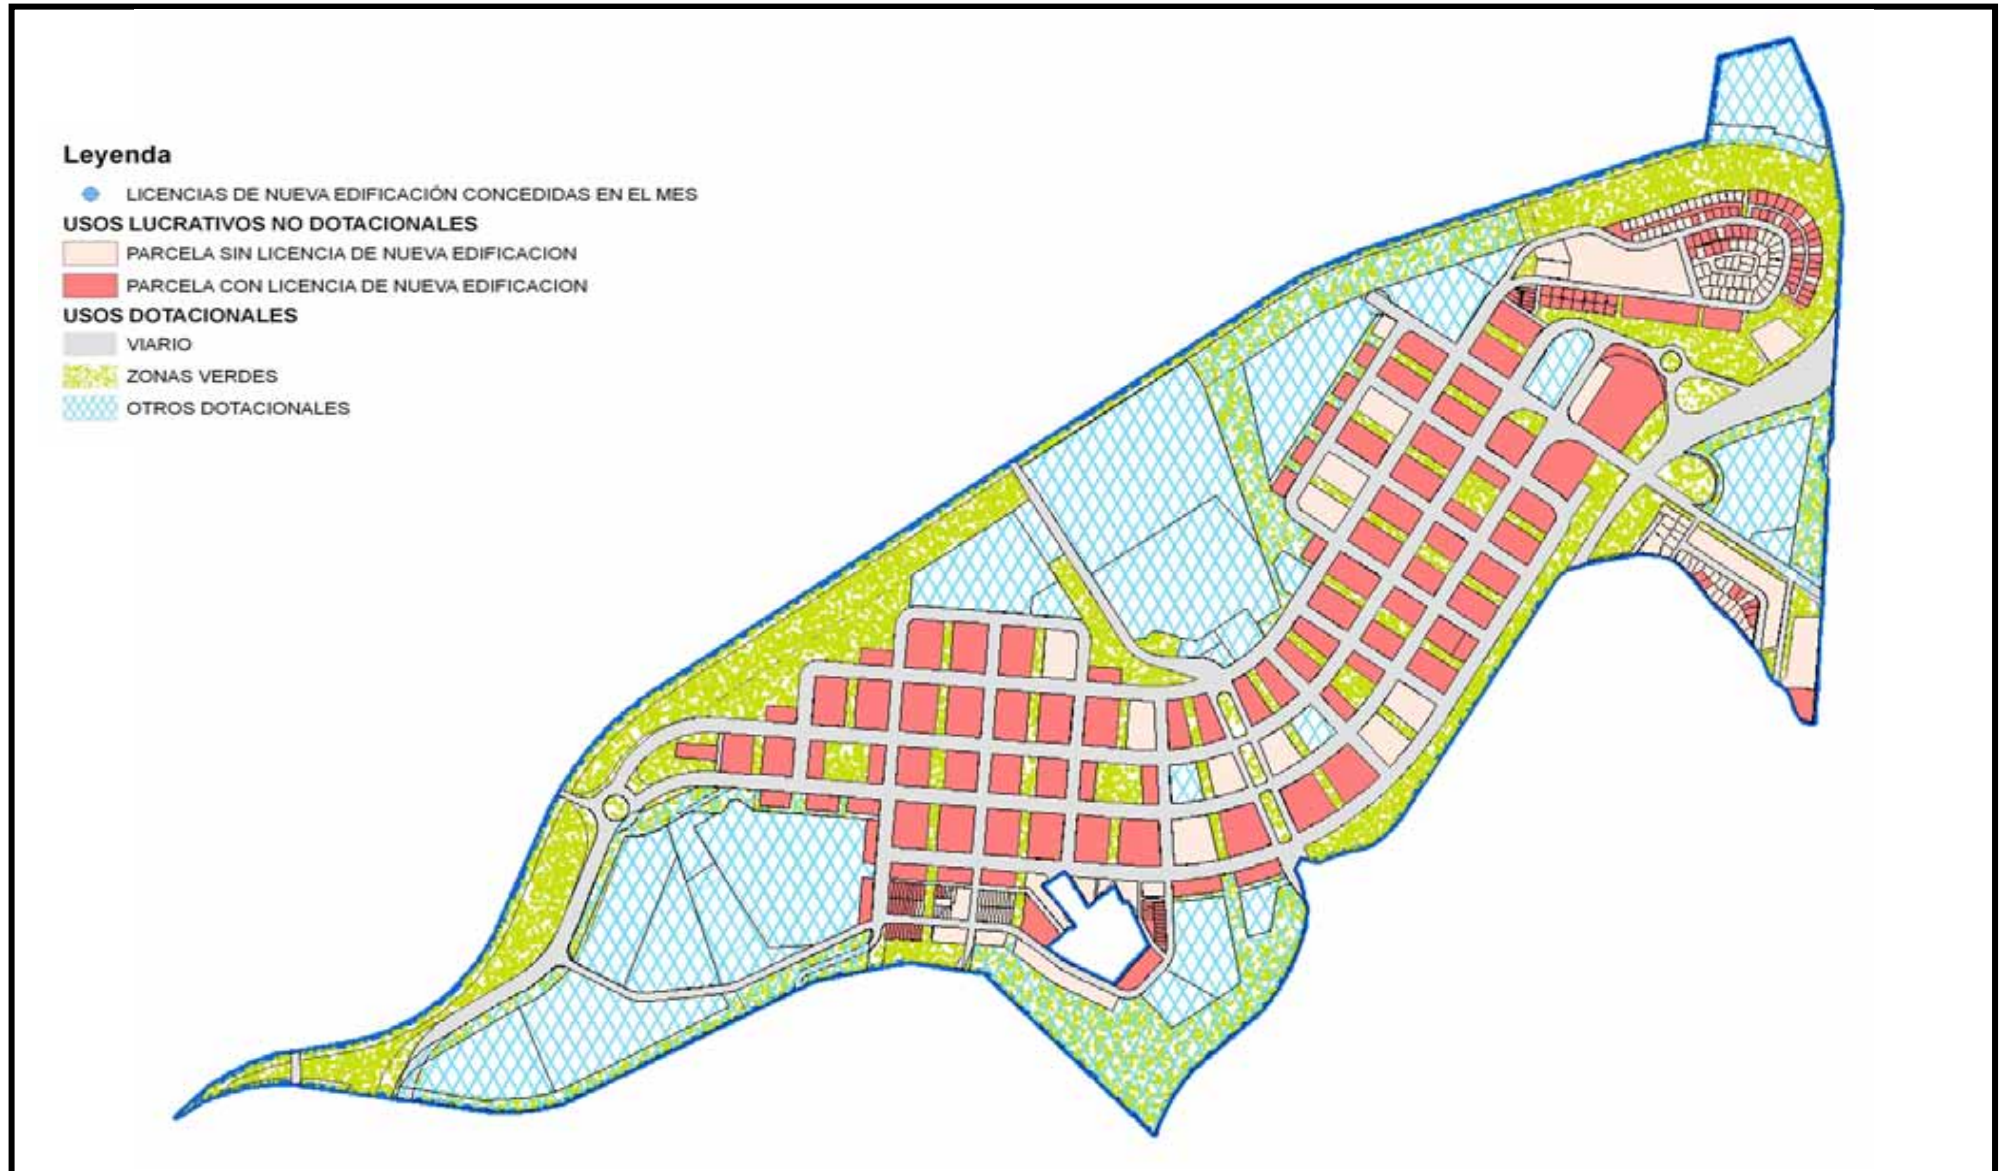 Leyenda
LICENCIAS DE NUEVA EDIFICACIÓN CONCEDIDAS EN EL MES
USOS LUCRATIVOS NO DOTACIONALES
PARCELA SIN LICENCIA DE NUEVA EDIFICACION
PARCELA CON LICENCIA DE NUEVA EDIFICACION
USOS DOTACIONALES
VIARIO
ZONAS VERDES
OTROS DOTACIONALES